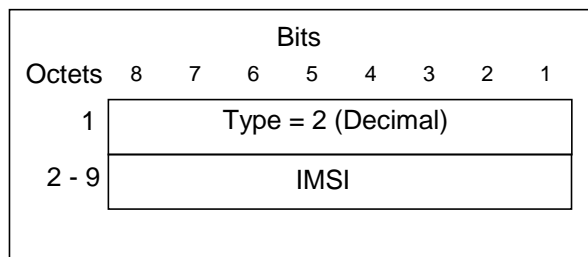 Bits
Octets 8 7 6 5 4 3 2 1
1 Type = 2 (Decimal)
2 - 9 IMSI